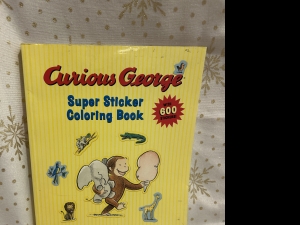 Curious George
Super Sticker
Coloring Book
600